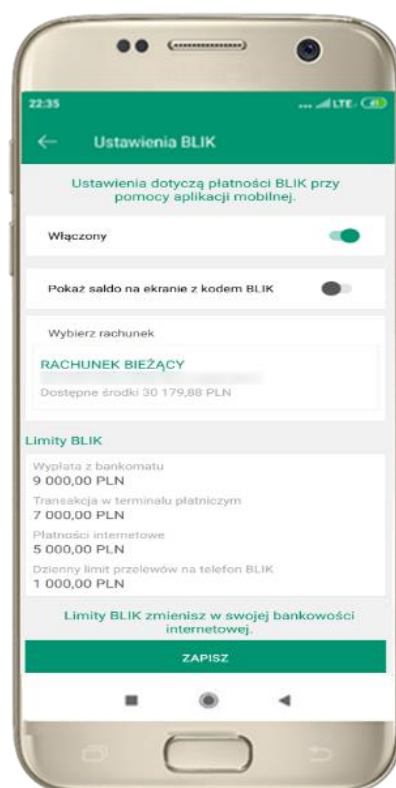 22:35
LTE
Ustawienia BLIK
Ustawienia dotyczą płatności BLIK przy
pomocy aplikacji mobilnej.
Włączony
Pokaż saldo na ekranie z kodem BLIK
Wybierz rachunek
RACHUNEK BIEŻĄCY
Dostępne środki 30 179,88 PLN
Limity BLIK
Wypłata z bankomatu
9 000,00 PLN
Transakcja w terminalu płatniczym
7 000,00 PLN
Płatności internetowe
5 000,00 PLN
Dzienny limit przelewów na telefon BLIK
1 000,00 PLN
Limity BLIK zmienisz w swojej bankowości
internetowej.
ZAPISZ